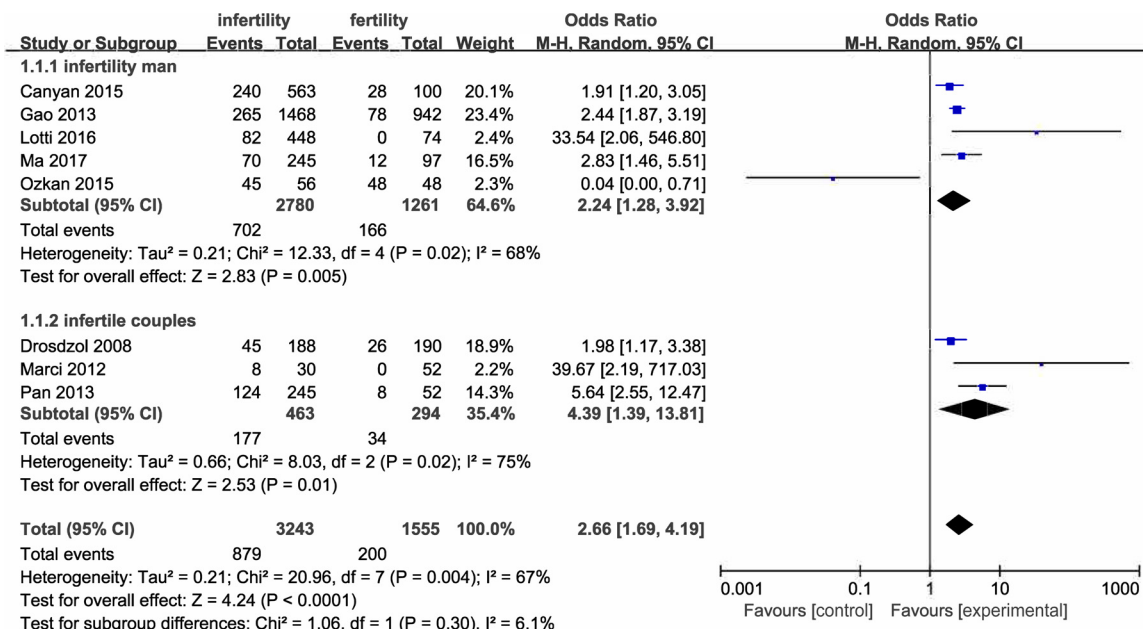 infertility fertility Odds Ratio Odds Ratio
Study or Subgroup Events Total Events Total Weight M-H. Random. 95% CI M-H. Random. 95% CI
1.1.1 infertility man
Canyan 2015 240 563 28 100 20.1% 1.91 [1.20, 3.05]
Gao 2013 265 1468 78 942 23.4% 2.44 [1.87, 3.19]
Lotti 2016 82 448 0 74 2.4% 33.54 [2.06, 546.80]
Ma 2017 70 245 12 97 16.5% 2.83 [1.46, 5.51]
Ozkan 2015 45 56 48 48 2.3% 0.04 [0.00, 0.71]
Subtotal (95% CI) 2780 1261 64.6% 2.24 [1.28, 3.92]
Total events 702 166
Heterogeneity: Tau² = 0.21; Chi² = 12.33, df = 4 (P = 0.02); I² = 68%
Test for overall effect: Z = 2.83 (P = 0.005)
1.1.2 infertile couples
Drosdzol 2008 45 188 26 190 18.9% 1.98 [1.17, 3.38]
Marci 2012 8 30 0 52 2.2% 39.67 [2.19, 717.03]
Pan 2013 124 245 8 52 14.3% 5.64 [2.55, 12.47]
Subtotal (95% CI) 463 294 35.4% 4.39 [1.39, 13.81]
Total events 177 34
Heterogeneity: Tau² = 0.66; Chi² = 8.03, df = 2 (P = 0.02); I² = 75%
Test for overall effect: Z = 2.53 (P = 0.01)
Total (95% CI) 3243 1555 100.0% 2.66 [1.69, 4.19]
Total events 879 200
Heterogeneity: Tau² = 0.21; Chi² = 20.96, df = 7 (P = 0.004); I² = 67%
Test for overall effect: Z = 4.24 (P < 0.0001)
Test for subgroup differences: Chi² = 1.06, df = 1 (P = 0.30), I² = 6.1%
0.001 0.1 1 10 1000
Favours [control] Favours [experimental]